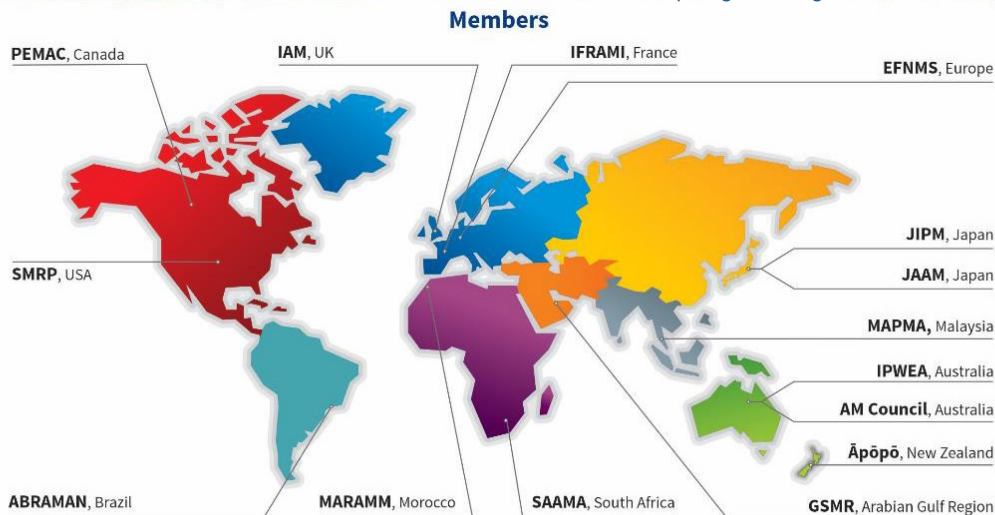 Members
PEMAC, Canada
IAM, UK
IFRAMI, France
EFNMS, Europe
JIPM, Japan
SMRP, USA
JAAM, Japan
MAPMA, Malaysia
IPWEA, Australia
AM Council, Australia
Āpōpō, New Zealand
ABRAMAN, Brazil
MARAMM, Morocco
SAAMA, South Africa
GSMR, Arabian Gulf Region